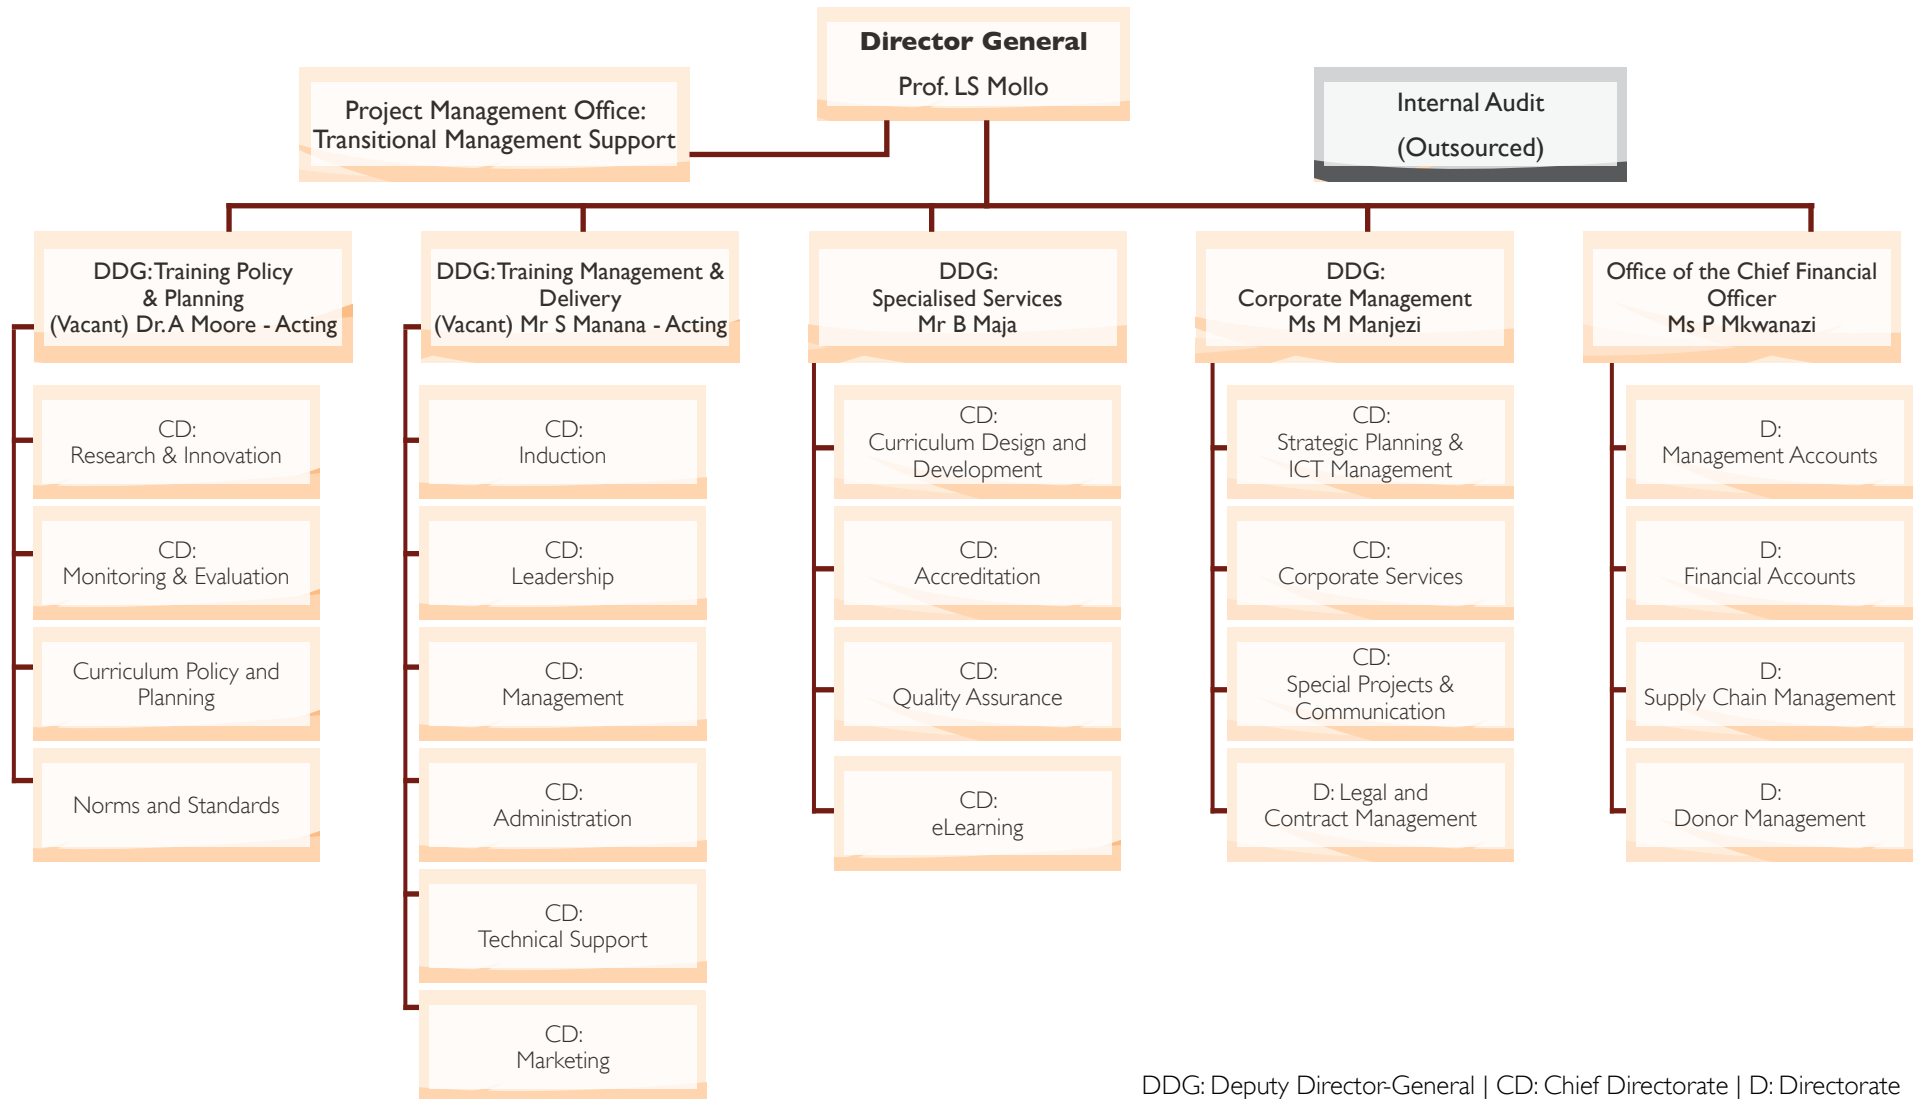 Director General
Prof. LS Mollo
Project Management Office:
Transitional Management Support
Internal Audit
(Outsourced)
DDG: Training Policy
& Planning
(Vacant) Dr. A Moore - Acting
CD:
Research & Innovation
CD:
Monitoring & Evaluation
Curriculum Policy and
Planning
Norms and Standards
DDG: Training Management &
Delivery
(Vacant) Mr S Manana - Acting
CD:
Induction
CD:
Leadership
CD:
Management
CD:
Administration
CD:
Technical Support
CD:
Marketing
DDG:
Specialised Services
Mr B Maja
CD:
Curriculum Design and
Development
CD:
Accreditation
CD:
Quality Assurance
CD:
eLearning
DDG:
Corporate Management
Ms M Manjezi
CD:
Strategic Planning &
ICT Management
CD:
Corporate Services
CD:
Special Projects &
Communication
D: Legal and
Contract Management
Office of the Chief Financial
Officer
Ms P Mkwanazi
D:
Management Accounts
D:
Financial Accounts
D:
Supply Chain Management
D:
Donor Management
DDG: Deputy Director-General | CD: Chief Directorate | D: Directorate